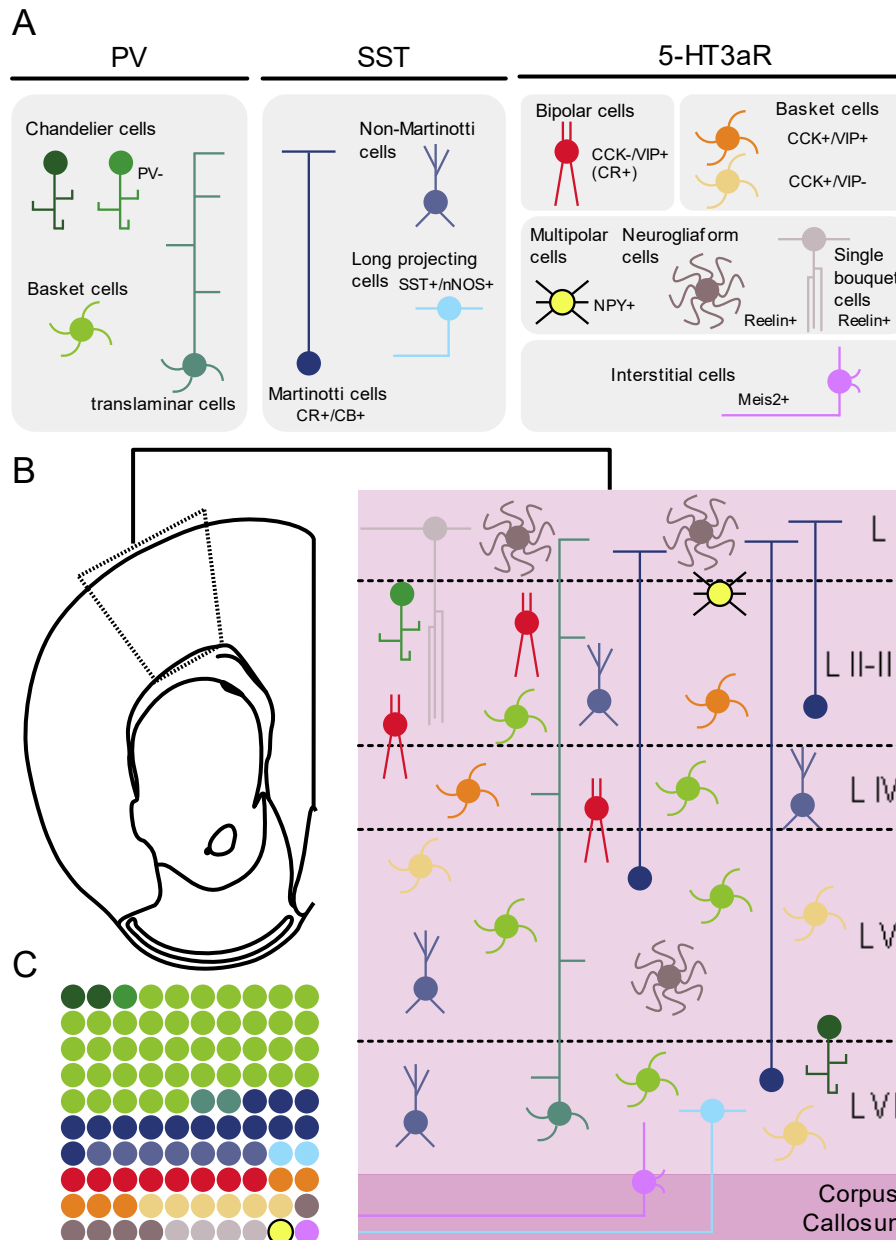 A
PV
SST
5-HT3aR
Chandelier cells
PV-
Basket cells
translaminar cells
Non-Martinotti
cells
Long projecting
cells
SST+/nNOS+
Martinotti cells
CR+/CB+
Bipolar cells
CCK-/VIP+
(CR+)
Basket cells
CCK+/VIP+
CCK+/VIP-
Multipolar
cells
NPY+
Neurogliaform
cells
Reelin+
Single
bouquet
cells
Reelin+
Interstitial cells
Meis2+
B
L
L II-II
L IV
L V
L VI
Corpus
Callosum
C